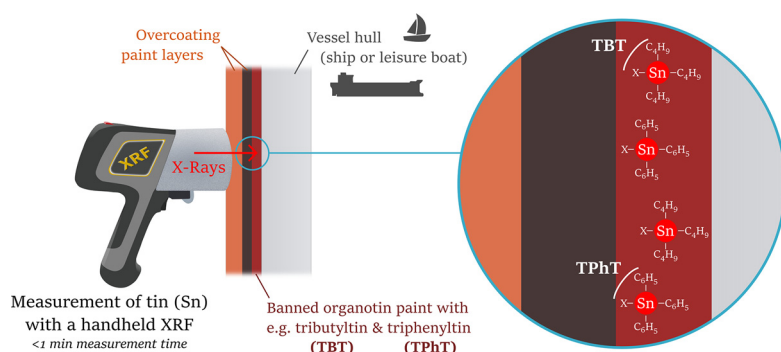 Overcoating
paint layers
Vessel hull
(ship or leisure boat)
XRF
X-Rays
Measurement of tin (Sn)
with a handheld XRF
<1 min measurement time
Banned organotin paint with
e.g. tributyltin & triphenyltin
(TBT) (TPhT)
TBT
C₄H₉
X-Sn-C₄H₉
C₄H₉
C₆H₅
X-Sn-C₆H₅
C₆H₅
C₄H₉
X-Sn-C₄H₉
C₄H₉
TPhT
C₆H₅
X-Sn-C₆H₅
C₆H₅